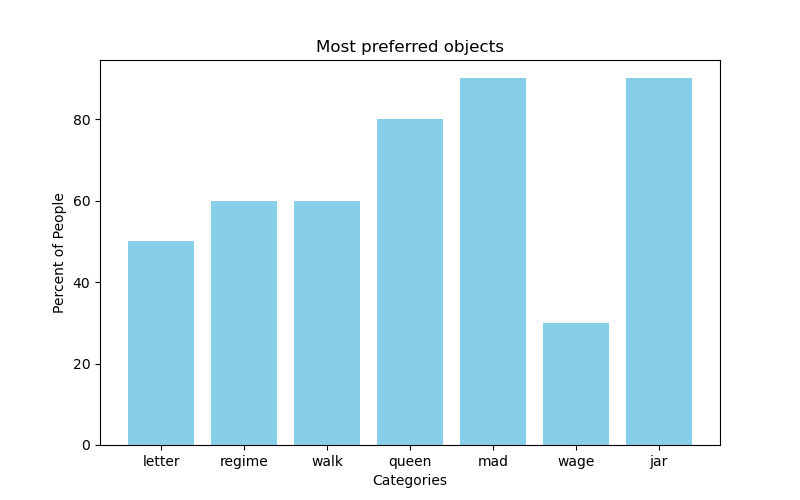 Most preferred objects
Percent of People
80
60
40
20
0
letter regime walk queen mad wage jar
Categories